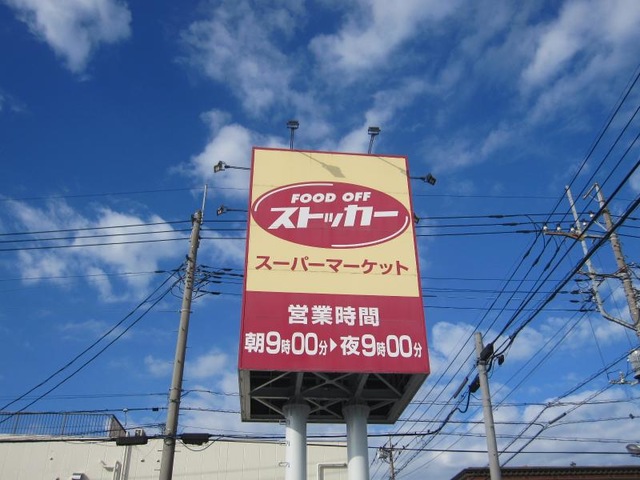 FOOD OFF
ストッカー
スーパーマーケット
営業時間
朝9時00分▶夜9時00分